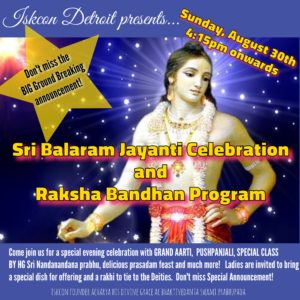 Iskcon Detroit presents...
Sunday, August 30th
4:15pm onwards
Don't miss the
BIG Ground Breaking
announcement!
Sri Balaram Jayanti Celebration
and
Raksha Bandhan Program
Come join us for a special evening celebration with GRAND AARTI, PUSHPANJALI, SPECIAL CLASS
BY HG Sri Nandanandana prabhu, delicious prasadam feast and much more! Ladies are invited to bring
a special dish for offering and a rakhi to tie to the Deities. Don't miss Special Announcement!
ISKCON FOUNDER ACHARYA HIS DIVINE GRACE AC BHAKTIVEDANTA SWAMI PRABHUPADA